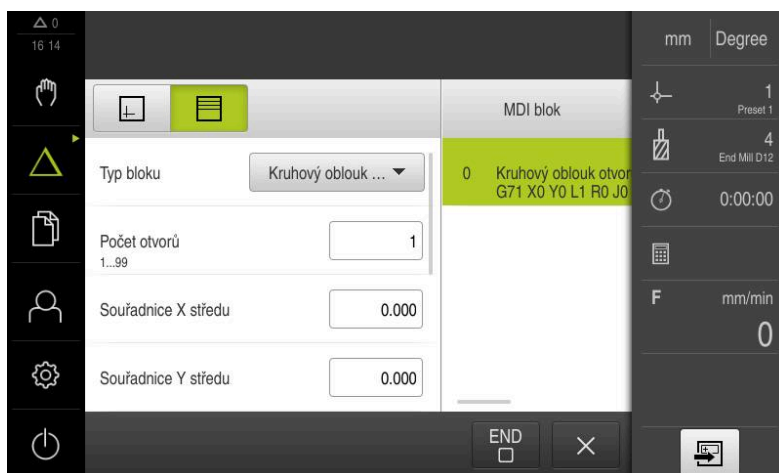 0
16 14
mm Degree
1
Preset 1
MDI blok
4
End Mill D12
Typ bloku
Kruhový oblouk ...
0 Kruhový oblouk otvor
G71 X0 Y0 L1 R0 J0
0:00:00
Počet otvorů
1...99
1
F mm/min
0
Souřadnice X středu
0.000
Souřadnice Y středu
0.000
END